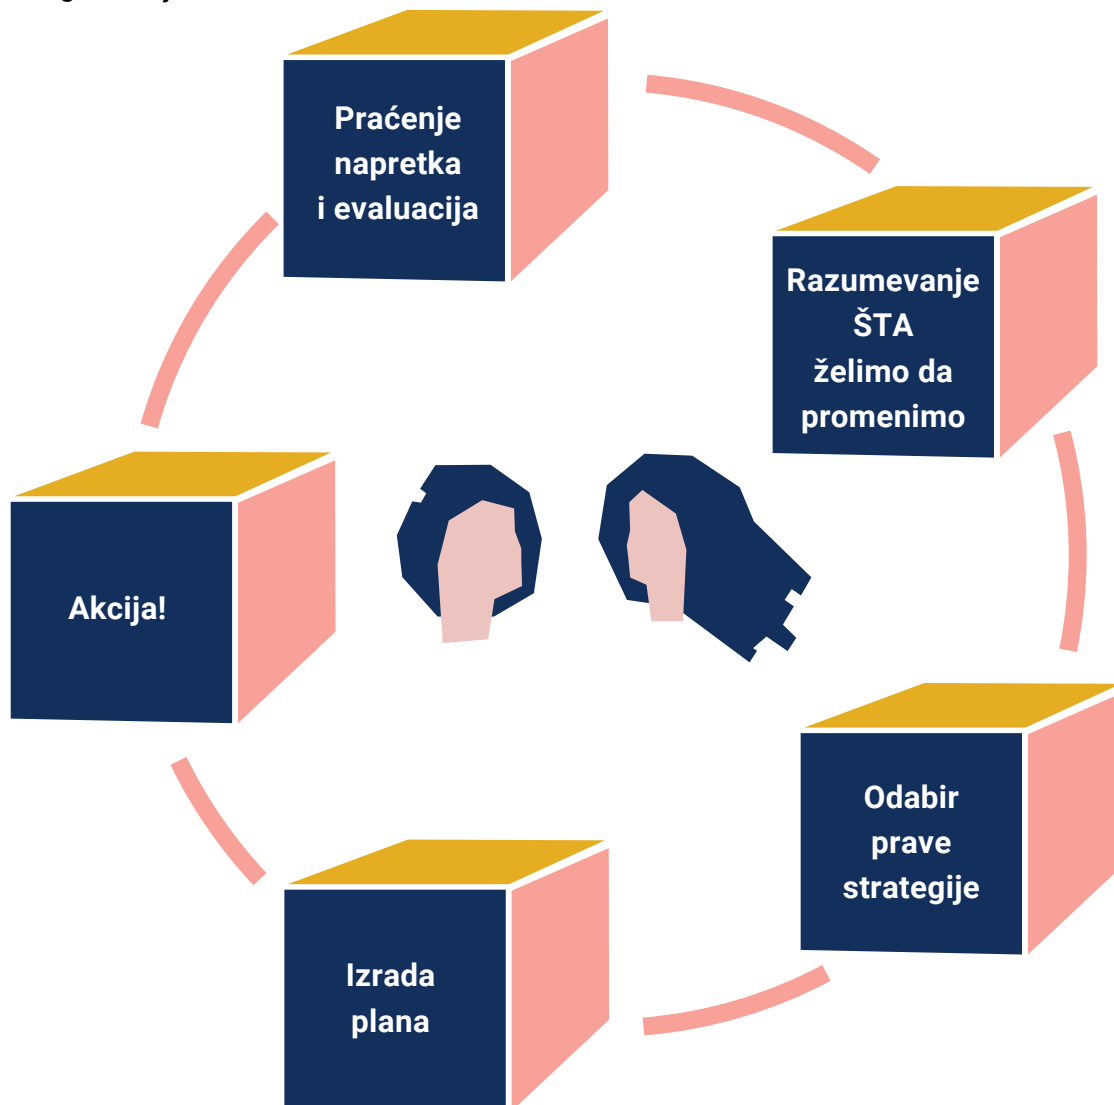 Praćenje
napretka
i evaluacija
Razumevanje
ŠTA
želimo da
promenimo
Akcija!
Odabir
prave
strategije
Izrada
plana